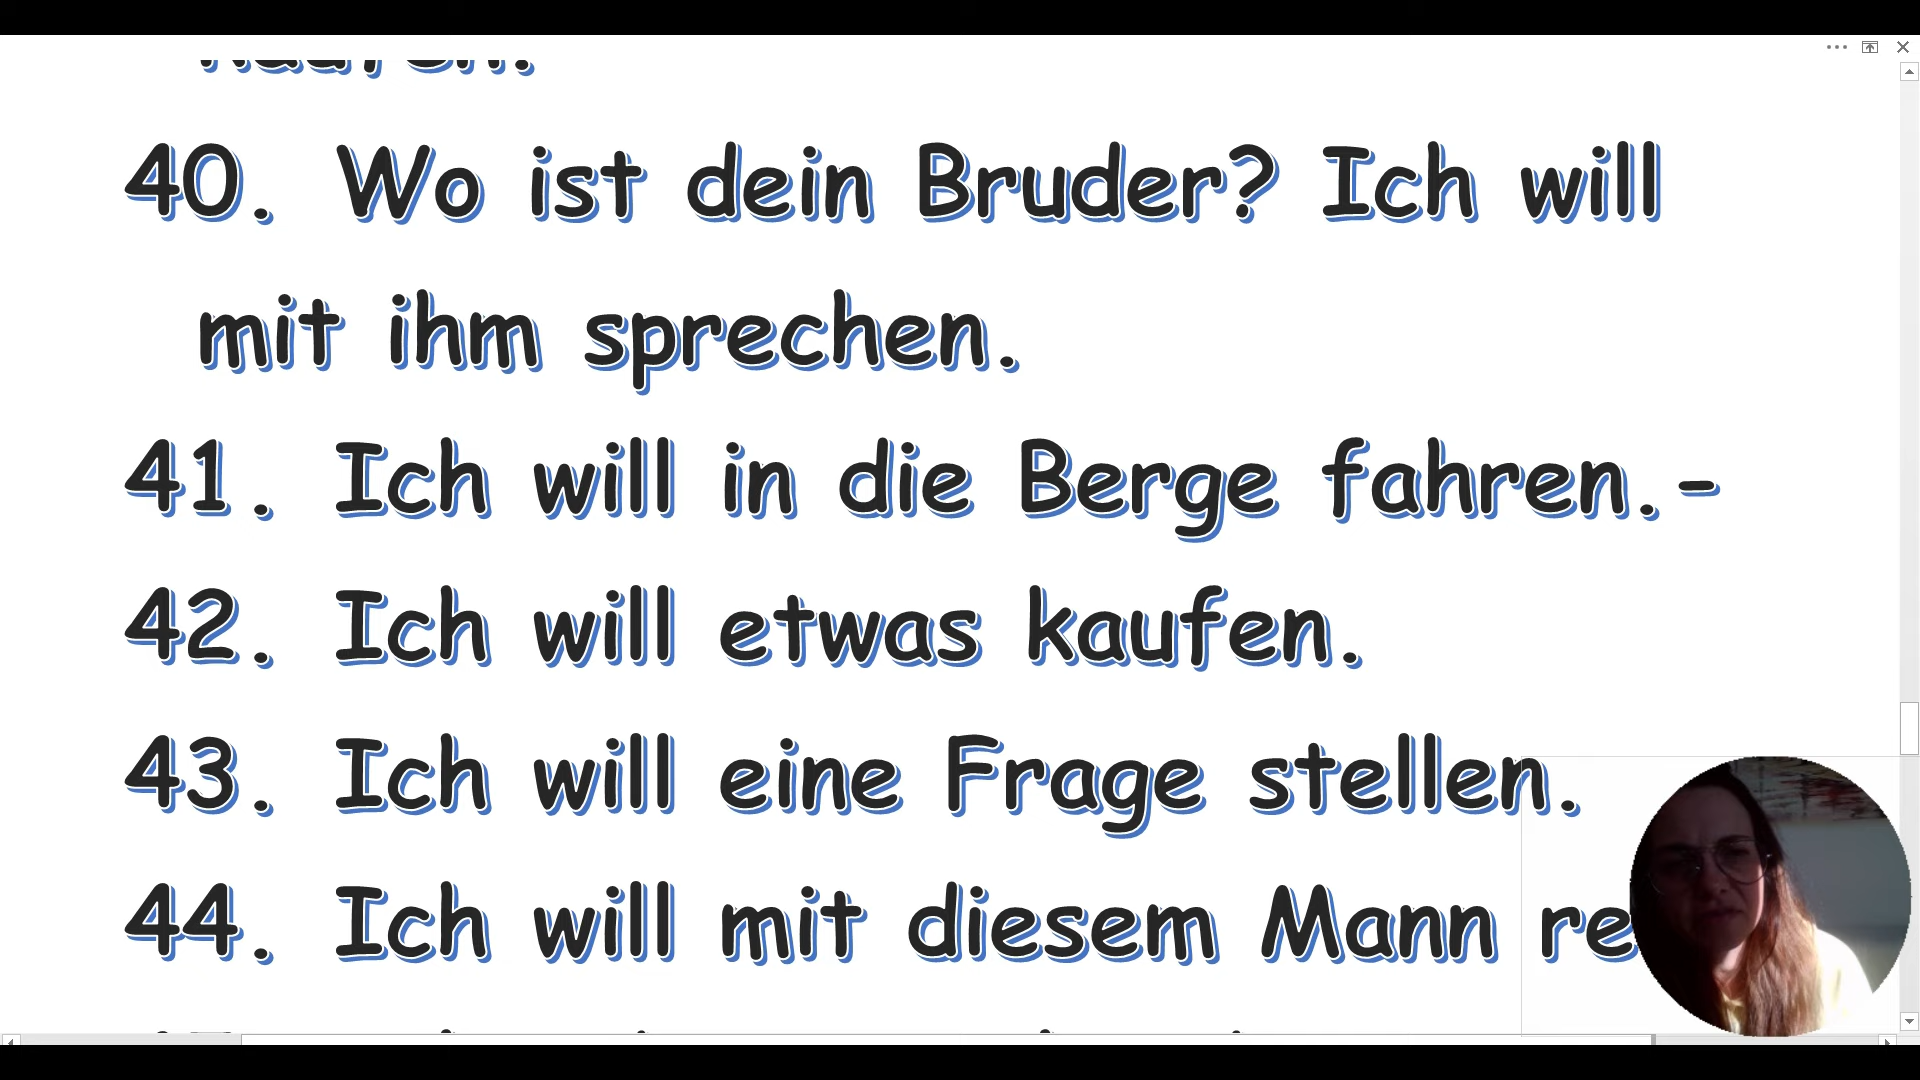 40. Wo ist dein Bruder? Ich will
mit ihm sprechen.
41. Ich will in die Berge fahren.-
42. Ich will etwas kaufen.
43. Ich will eine Frage stellen.
44. Ich will mit diesem Mann